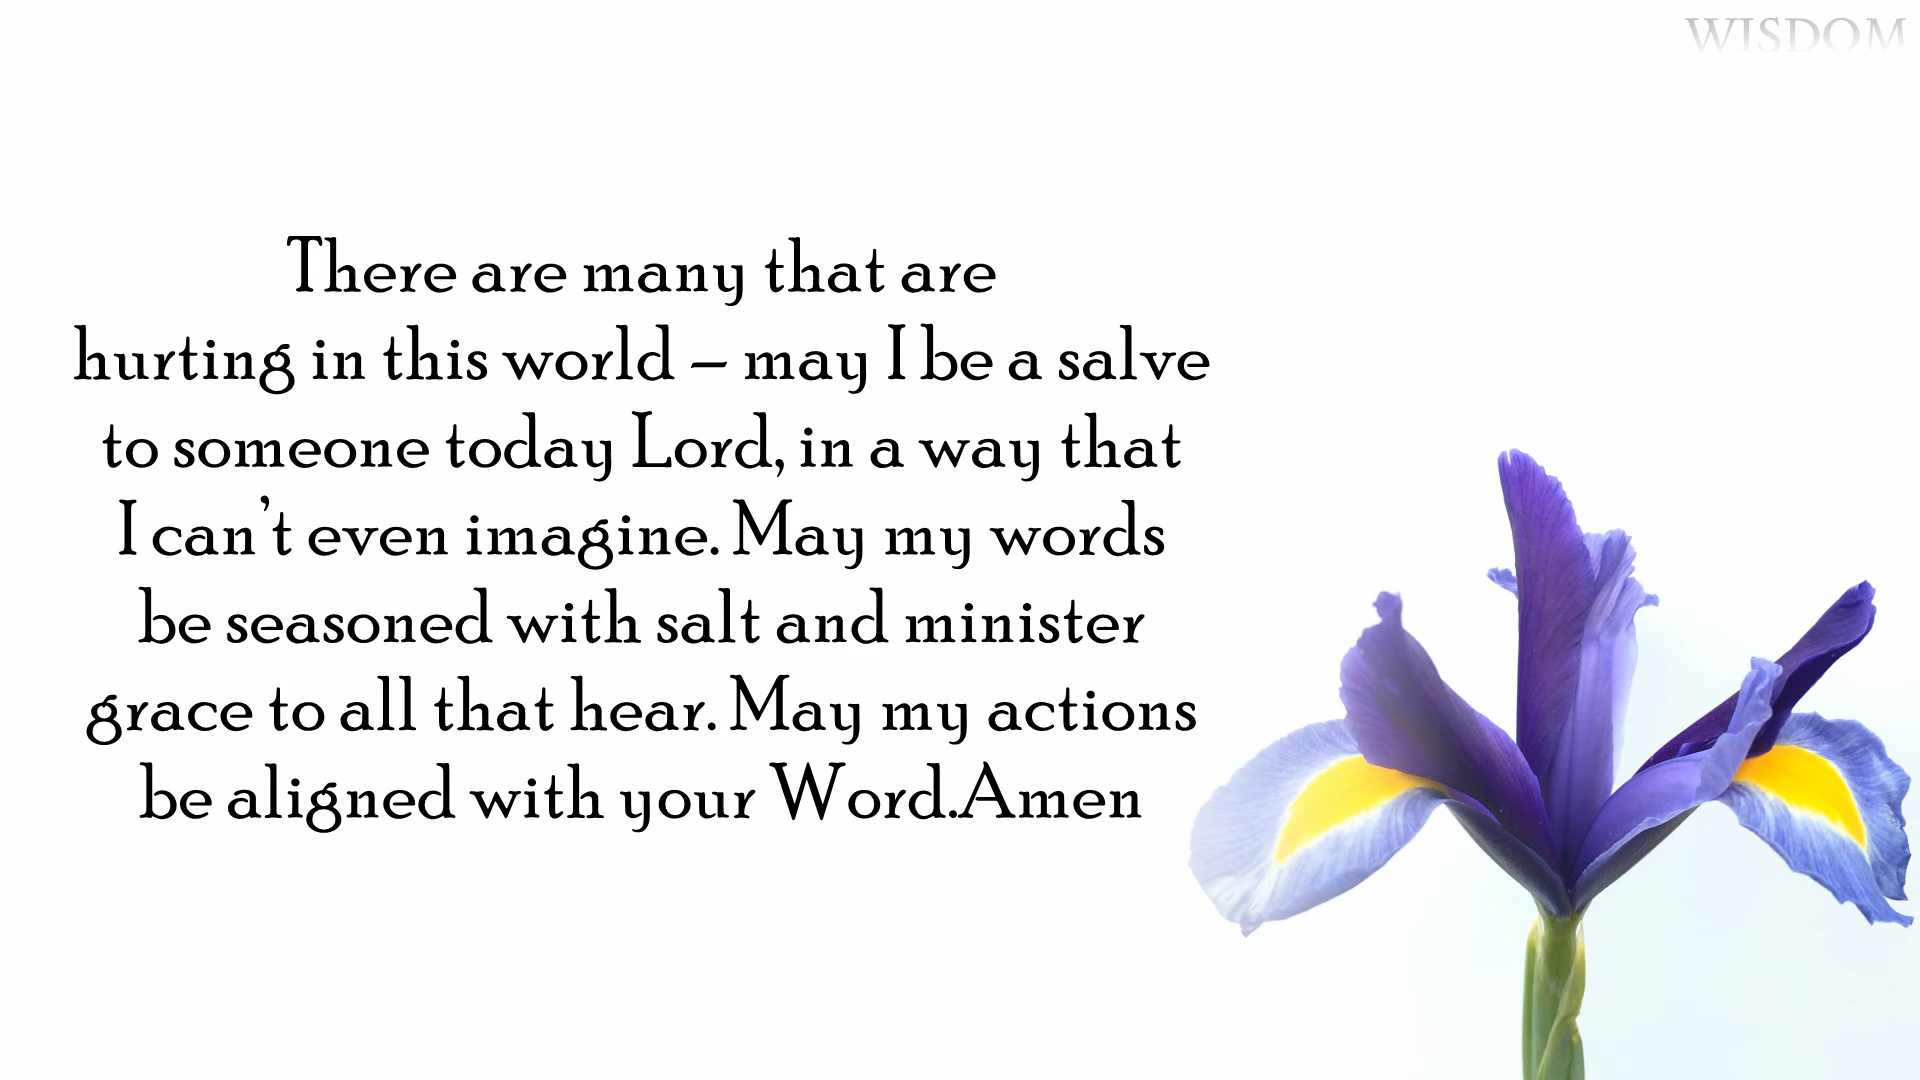 WISDOM
There are many that are
hurting in this world – may I be a salve
to someone today Lord, in a way that
I can’t even imagine. May my words
be seasoned with salt and minister
grace to all that hear. May my actions
be aligned with your Word.Amen